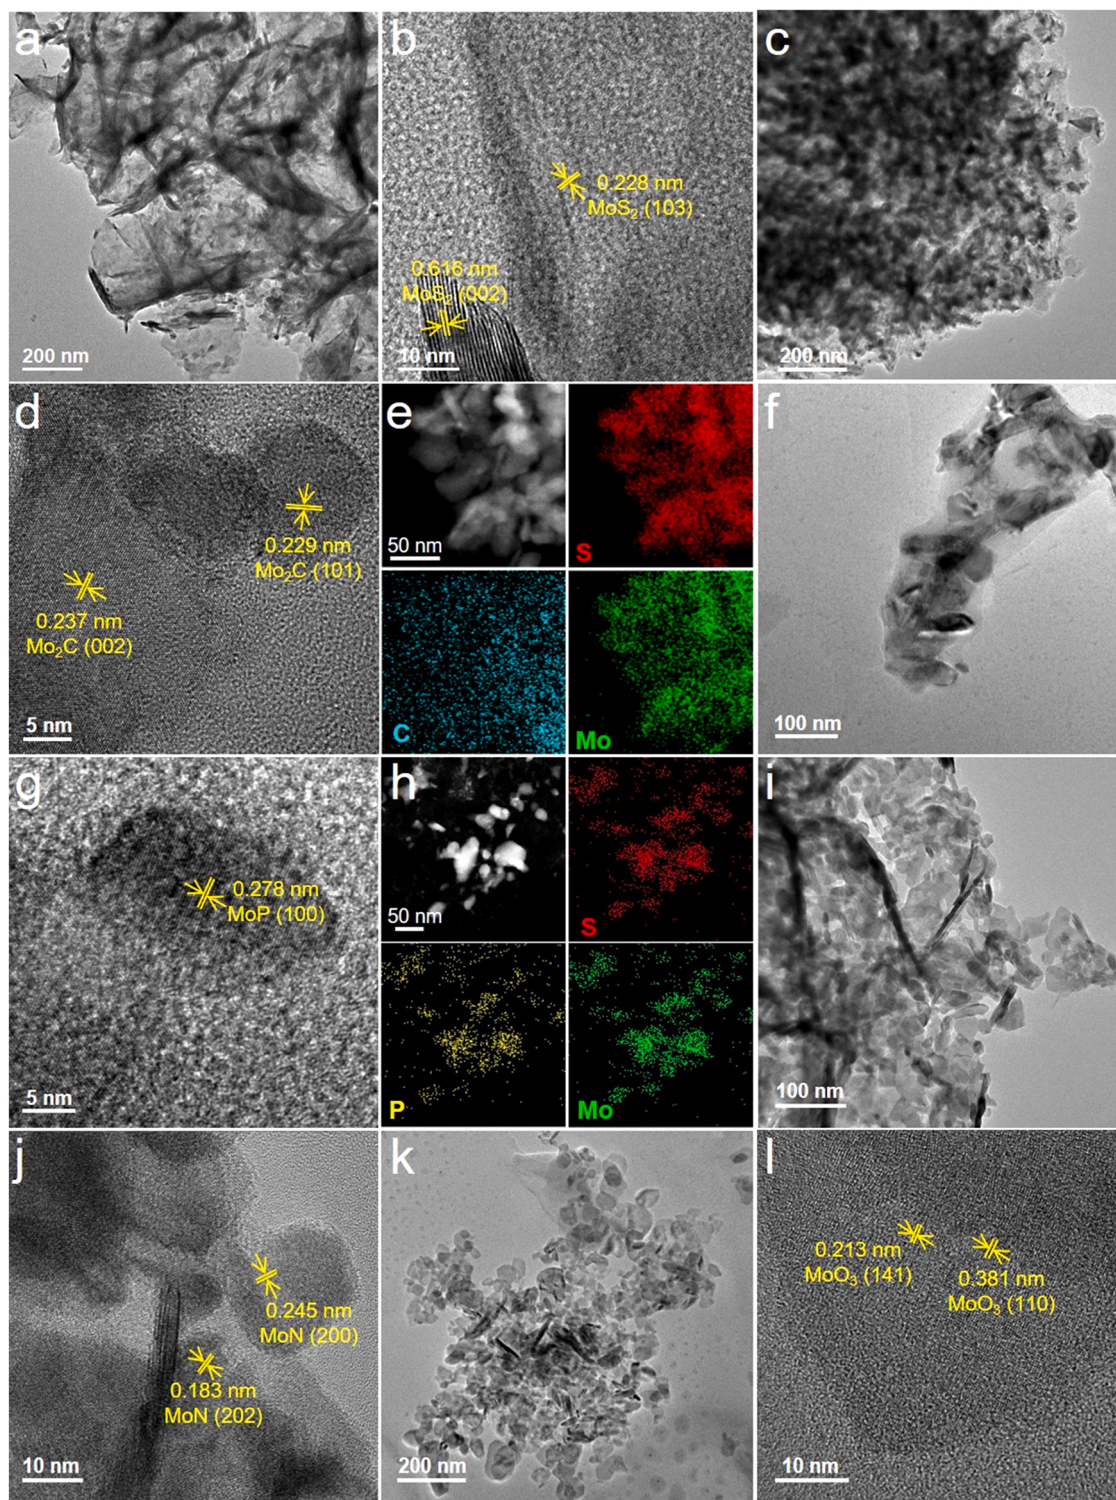 a
200 nm
b
0.228 nm
MoS₂ (103)
0.616 nm
MoS₂ (002)
10 nm
c
200 nm
d
0.229 nm
Mo₂C (101)
0.237 nm
Mo₂C (002)
5 nm
e
50 nm
S
C
Mo
f
100 nm
g
0.278 nm
MoP (100)
5 nm
h
50 nm
S
P
Mo
i
100 nm
j
0.245 nm
MoN (200)
0.183 nm
MoN (202)
10 nm
k
200 nm
l
0.213 nm
MoO₃ (141)
0.381 nm
MoO₃ (110)
10 nm